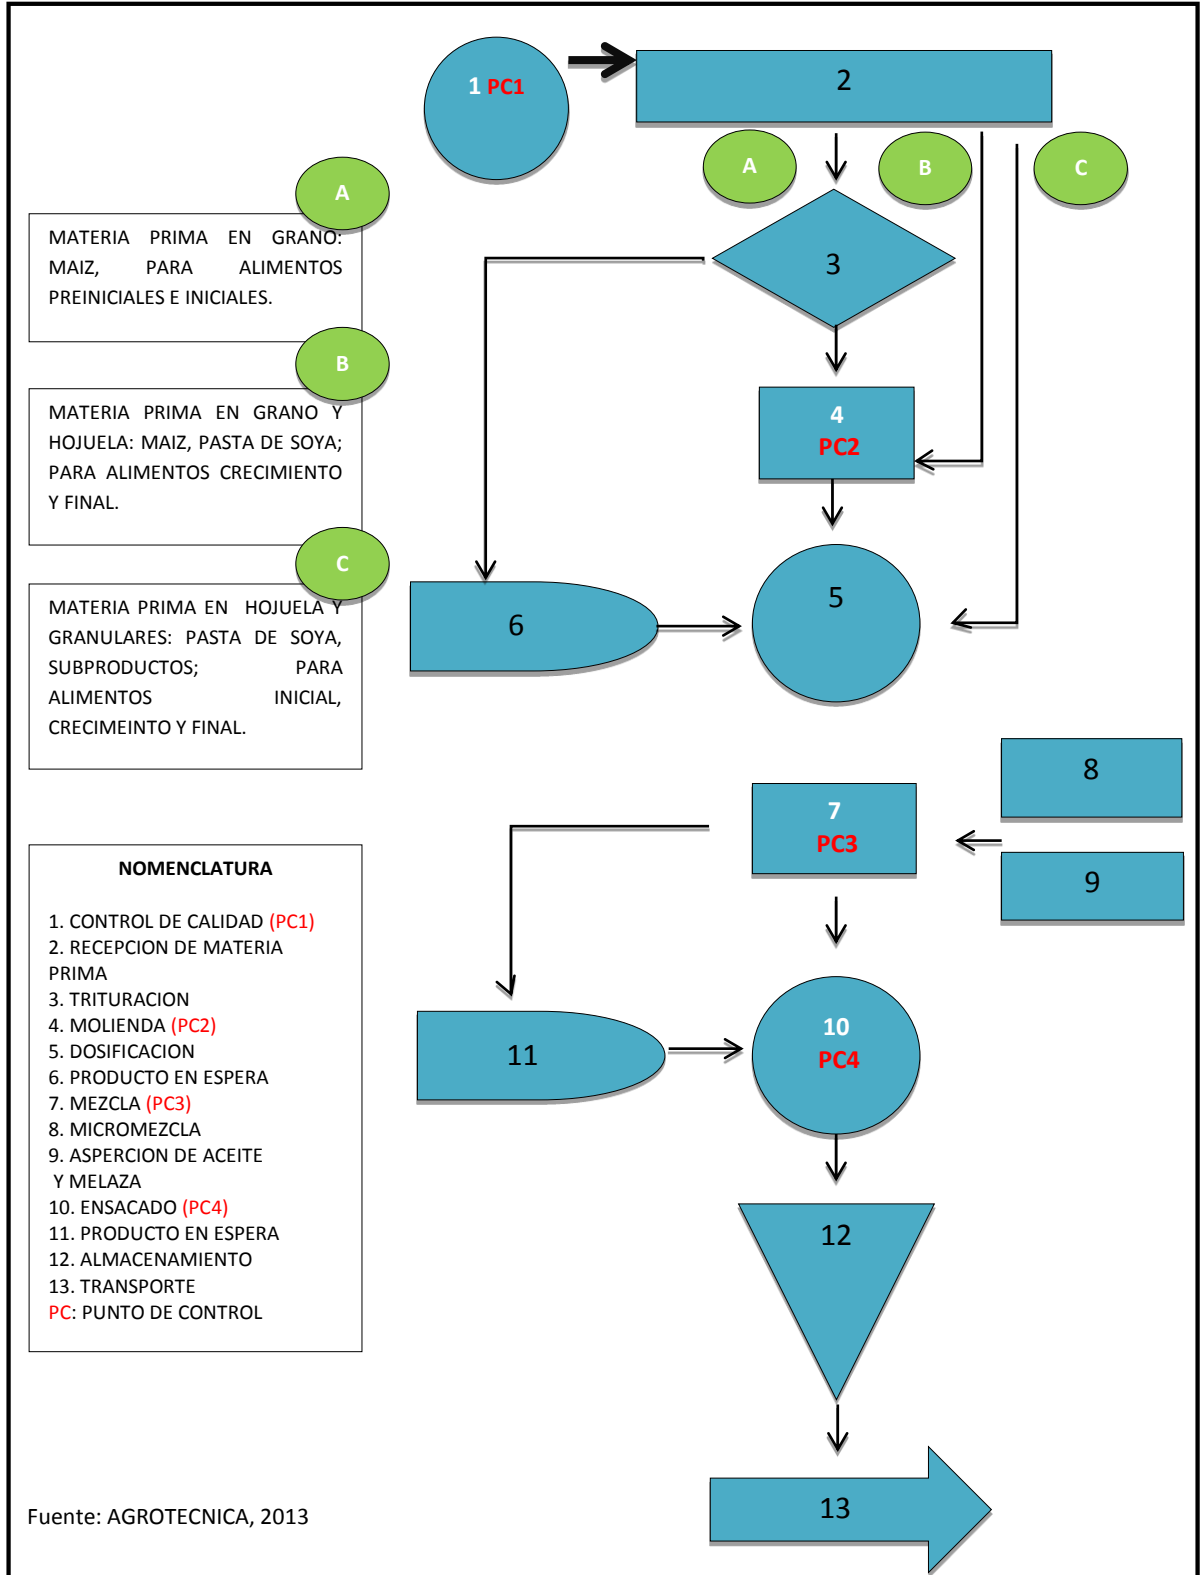 1 PC1
2
A
B
C
3
4
PC2
5
6
A
MATERIA PRIMA EN GRANO:
MAIZ, PARA ALIMENTOS
PREINICIALES E INICIALES.
B
MATERIA PRIMA EN GRANO Y
HOJUELA: MAIZ, PASTA DE SOYA;
PARA ALIMENTOS CRECIMIENTO
Y FINAL.
C
MATERIA PRIMA EN HOJUELA Y
GRANULARES: PASTA DE SOYA,
SUBPRODUCTOS; PARA
ALIMENTOS INICIAL,
CRECIMEINTO Y FINAL.
8
7
PC3
9
10
PC4
11
12
13
NOMENCLATURA
1. CONTROL DE CALIDAD (PC1)
2. RECEPCION DE MATERIA
PRIMA
3. TRITURACION
4. MOLIENDA (PC2)
5. DOSIFICACION
6. PRODUCTO EN ESPERA
7. MEZCLA (PC3)
8. MICROMEZCLA
9. ASPERCION DE ACEITE
Y MELAZA
10. ENSACADO (PC4)
11. PRODUCTO EN ESPERA
12. ALMACENAMIENTO
13. TRANSPORTE
PC: PUNTO DE CONTROL
Fuente: AGROTECNICA, 2013